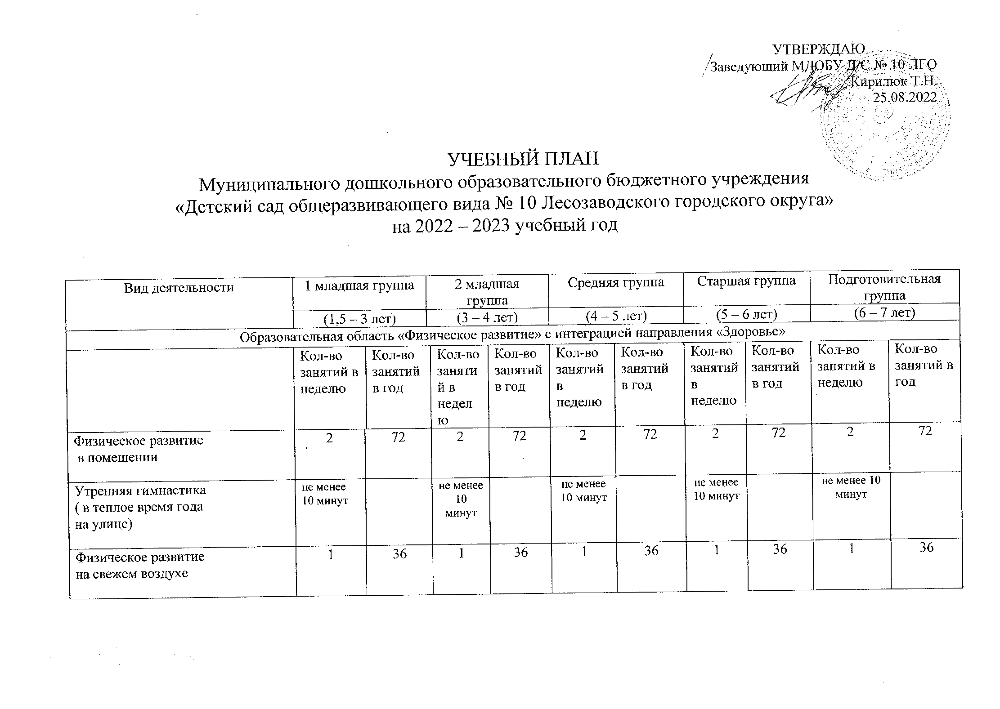 УТВЕРЖДАЮ
Заведующий МДОБУ Д/С № 10 ЛГО
Кирилюк Т.Н.
25.08.2022
УЧЕБНЫЙ ПЛАН
Муниципального дошкольного образовательного бюджетного учреждения
«Детский сад общеразвивающего вида № 10 Лесозаводского городского округа»
на 2022 – 2023 учебный год
Вид деятельности
1 младшая группа
2 младшая
группа
Средняя группа
Старшая группа
Подготовительная
группа
(1,5 – 3 лет)
(3 – 4 лет)
(4 – 5 лет)
(5 – 6 лет)
(6 – 7 лет)
Образовательная область «Физическое развитие» с интеграцией направления «Здоровье»
Кол-во
занятий в
неделю
Кол-во
занятий
в год
Кол-во
заняти
й в
недел
ю
Кол-во
занятий
в год
Кол-во
занятий
в
неделю
Кол-во
занятий
в год
Кол-во
занятий
в
неделю
Кол-во
занятий
в год
Кол-во
занятий в
неделю
Кол-во
занятий в
год
Физическое развитие
в помещении
2
72
2
72
2
72
2
72
2
72
Утренняя гимнастика
( в теплое время года
на улице)
не менее
10 минут
не менее
10
минут
не менее
10 минут
не менее
10 минут
не менее 10
минут
Физическое развитие
на свежем воздухе
1
36
1
36
1
36
1
36
1
36